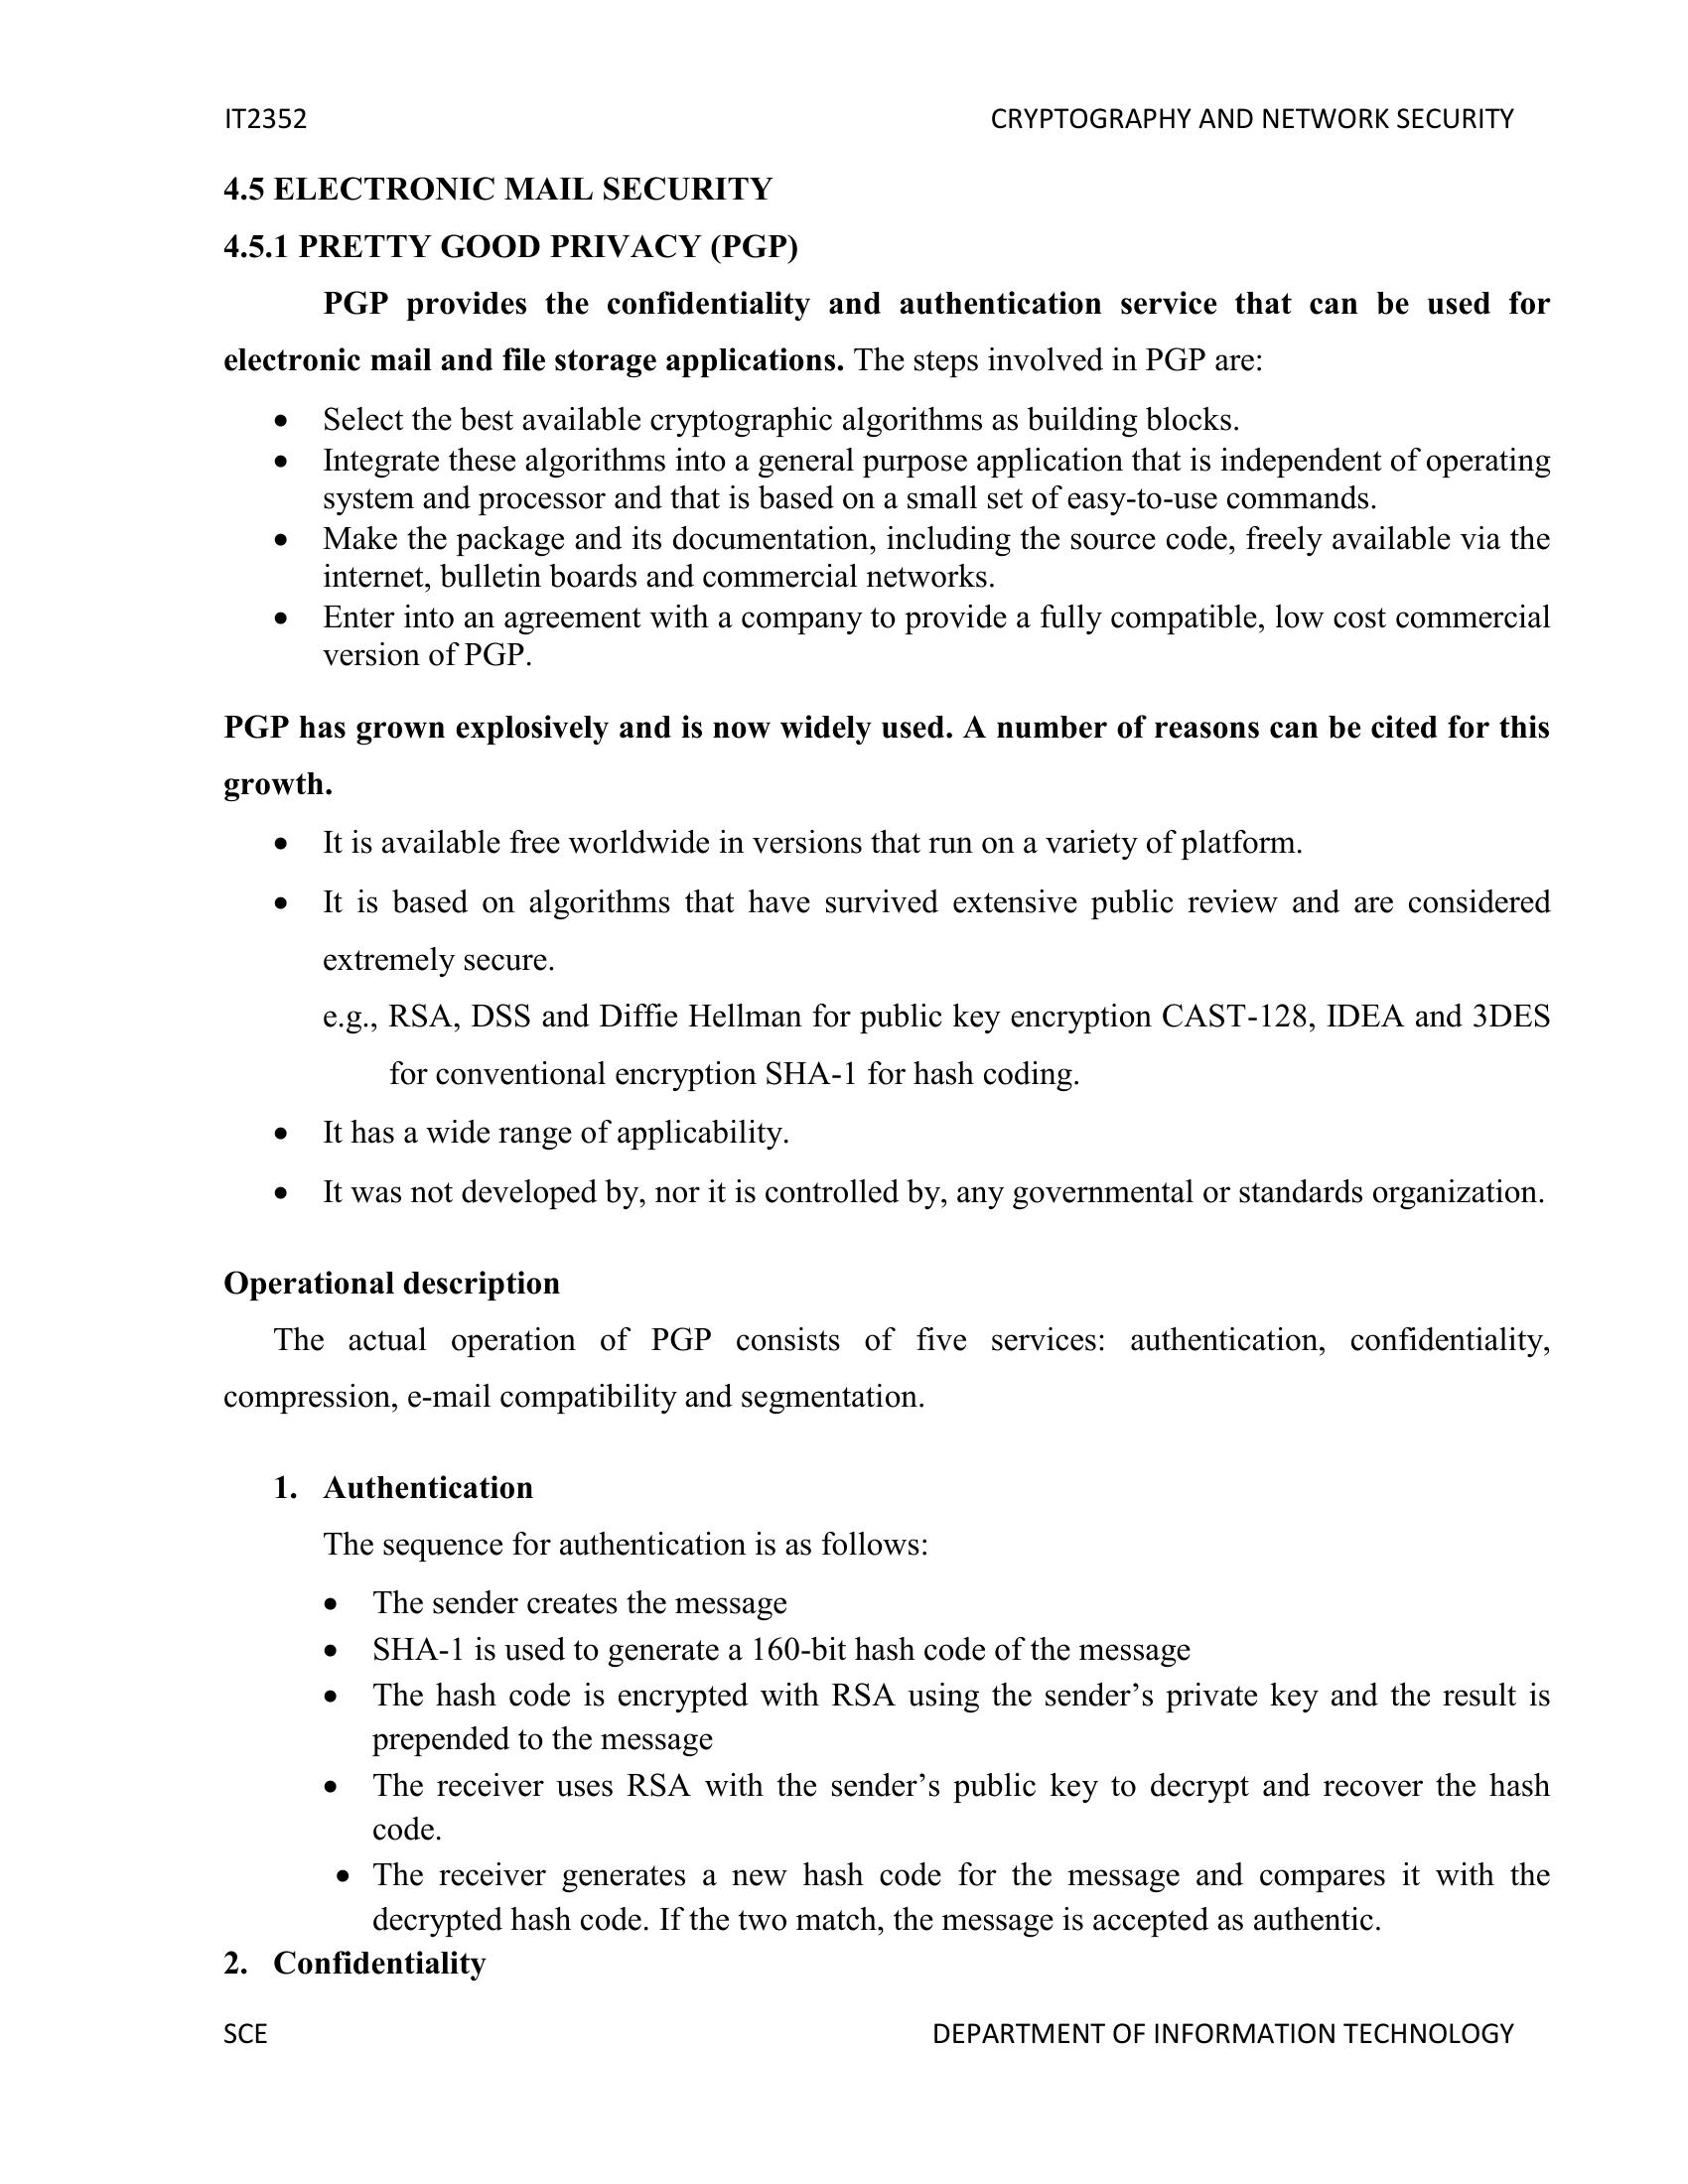 IT2352 CRYPTOGRAPHY AND NETWORK SECURITY
4.5 ELECTRONIC MAIL SECURITY
4.5.1 PRETTY GOOD PRIVACY (PGP)
PGP provides the confidentiality and authentication service that can be used for
electronic mail and file storage applications. The steps involved in PGP are:
• Select the best available cryptographic algorithms as building blocks.
• Integrate these algorithms into a general purpose application that is independent of operating
system and processor and that is based on a small set of easy-to-use commands.
• Make the package and its documentation, including the source code, freely available via the
internet, bulletin boards and commercial networks.
• Enter into an agreement with a company to provide a fully compatible, low cost commercial
version of PGP.
PGP has grown explosively and is now widely used. A number of reasons can be cited for this
growth.
• It is available free worldwide in versions that run on a variety of platform.
• It is based on algorithms that have survived extensive public review and are considered
extremely secure.
e.g., RSA, DSS and Diffie Hellman for public key encryption CAST-128, IDEA and 3DES
for conventional encryption SHA-1 for hash coding.
• It has a wide range of applicability.
• It was not developed by, nor it is controlled by, any governmental or standards organization.
Operational description
The actual operation of PGP consists of five services: authentication, confidentiality,
compression, e-mail compatibility and segmentation.
1. Authentication
The sequence for authentication is as follows:
• The sender creates the message
• SHA-1 is used to generate a 160-bit hash code of the message
• The hash code is encrypted with RSA using the sender’s private key and the result is
prepended to the message
• The receiver uses RSA with the sender’s public key to decrypt and recover the hash
code.
• The receiver generates a new hash code for the message and compares it with the
decrypted hash code. If the two match, the message is accepted as authentic.
2. Confidentiality
SCE DEPARTMENT OF INFORMATION TECHNOLOGY